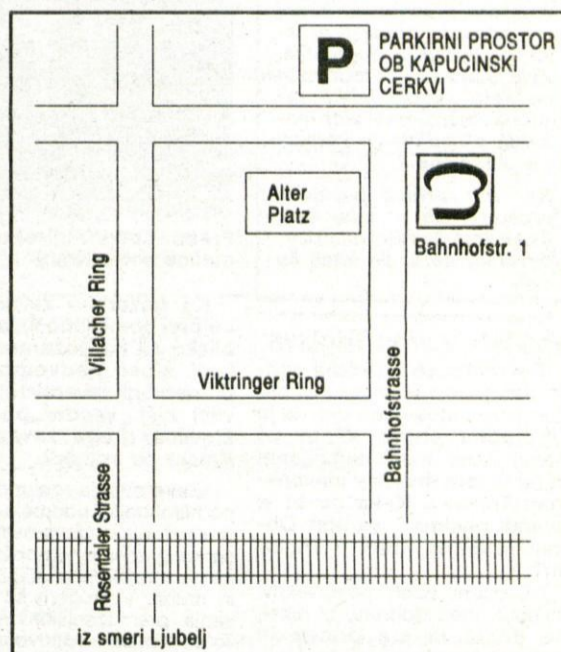 P
PARKIRNI PROSTOR
OB KAPUCINSKI
CERKVI
Alter
Platz
Bahnhofstr. 1
Villacher Ring
Viktringer Ring
Bahnhofstrasse
Rosentaler Strasse
iz smeri Ljubelj